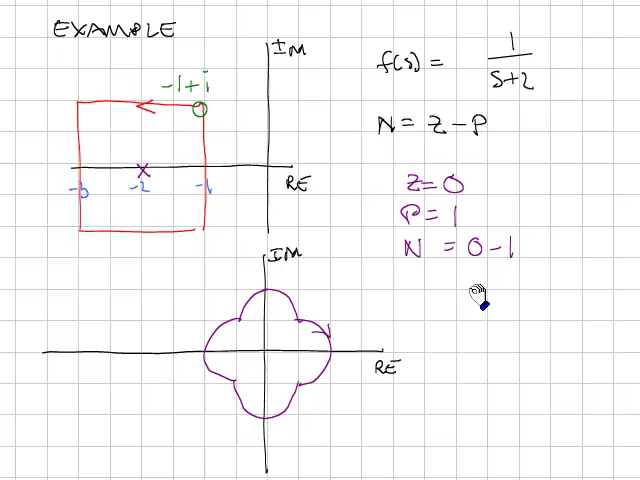 EXAMPLE
IM
-1+i
-3
-2
-1
RE
f(s) = 1/(s+2)
N = Z - P
Z = 0
P = 1
N = 0 - 1
IM
RE